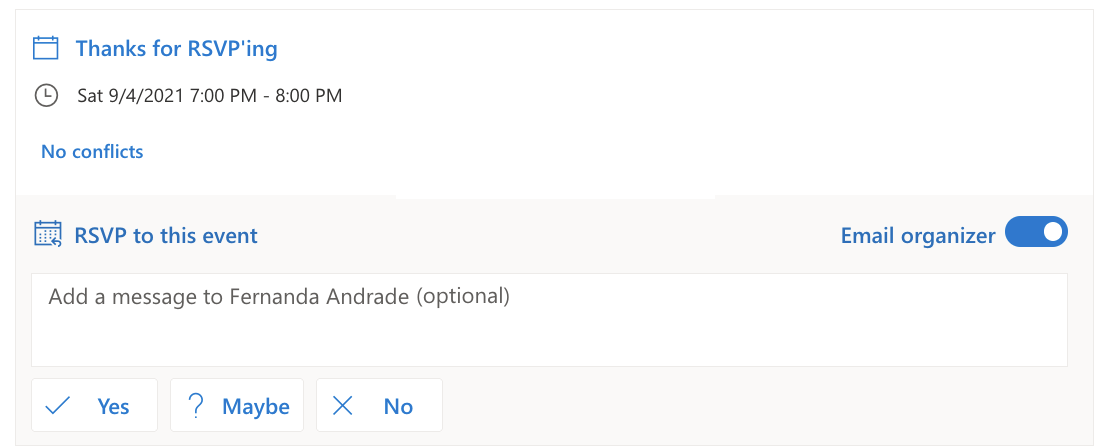 Thanks for RSVP'ing
Sat 9/4/2021 7:00 PM - 8:00 PM
No conflicts
RSVP to this event
Email organizer
Add a message to Fernanda Andrade (optional)
Yes
Maybe
No